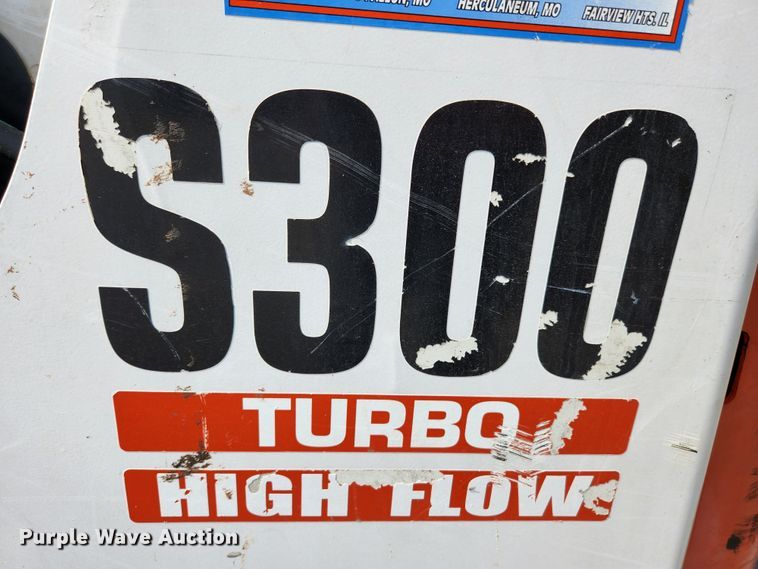 HERCULANEUM, MO FAIRVIEW HTS. IL
S300
TURBO
HIGH FLOW
Purple Wave Auction